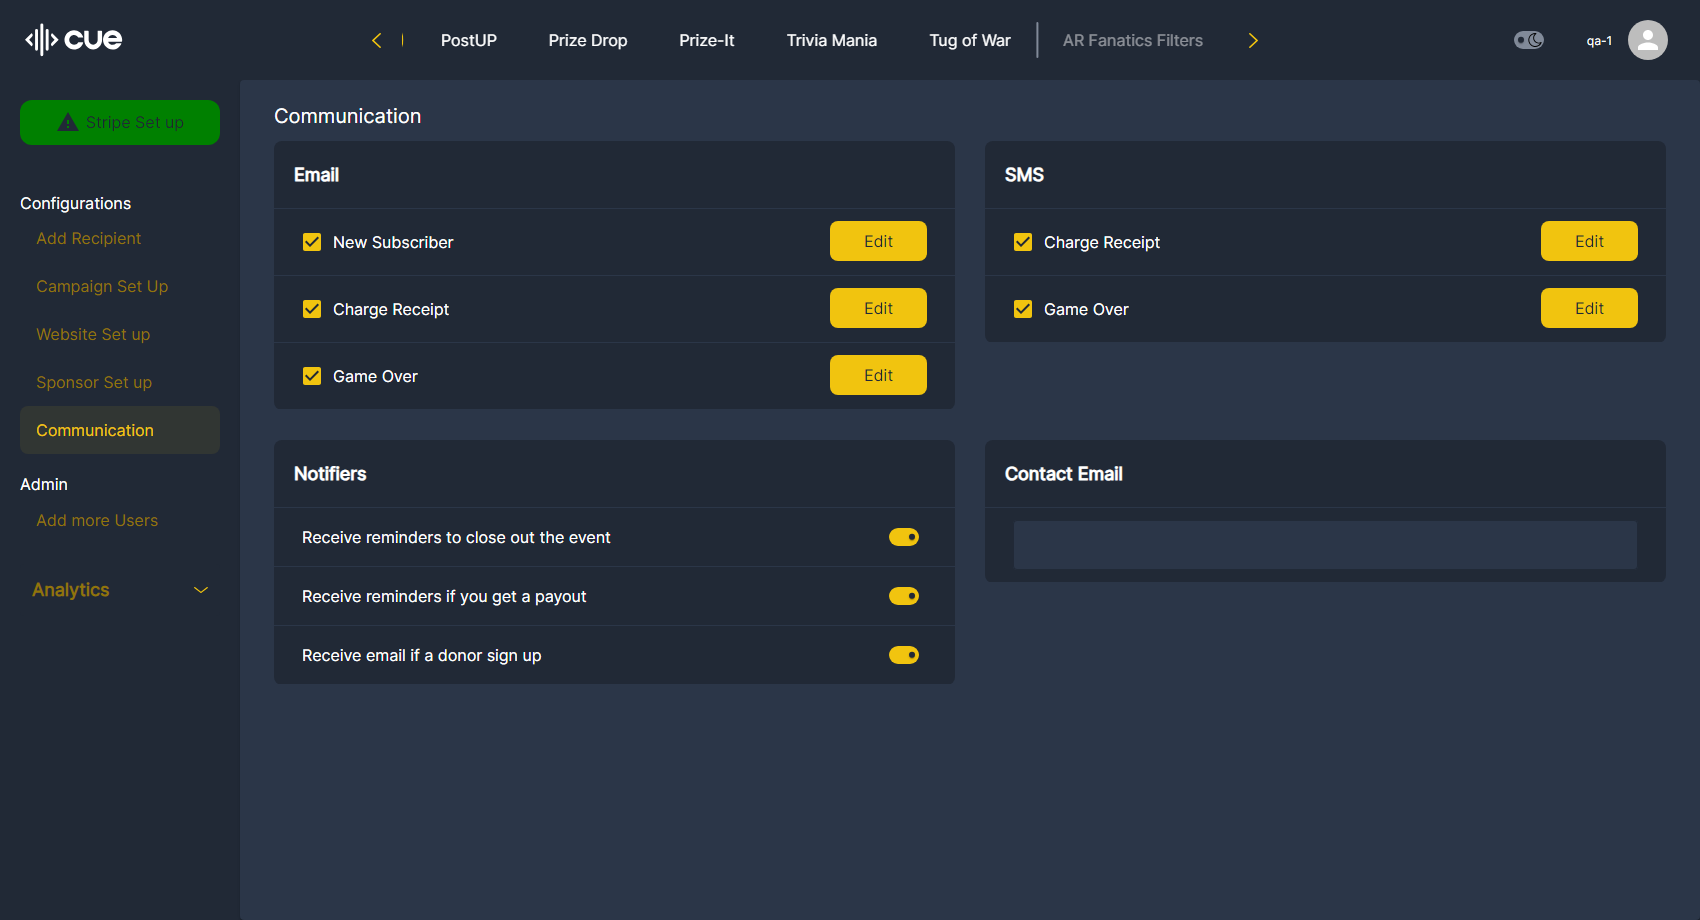 cue
PostUP
Prize Drop
Prize-It
Trivia Mania
Tug of War
AR Fanatics Filters
qa-1
Stripe Set up
Configurations
Add Recipient
Campaign Set Up
Website Set up
Sponsor Set up
Communication
Admin
Add more Users
Analytics
Communication
Email
New Subscriber
Edit
Charge Receipt
Edit
Game Over
Edit
SMS
Charge Receipt
Edit
Game Over
Edit
Notifiers
Receive reminders to close out the event
Receive reminders if you get a payout
Receive email if a donor sign up
Contact Email